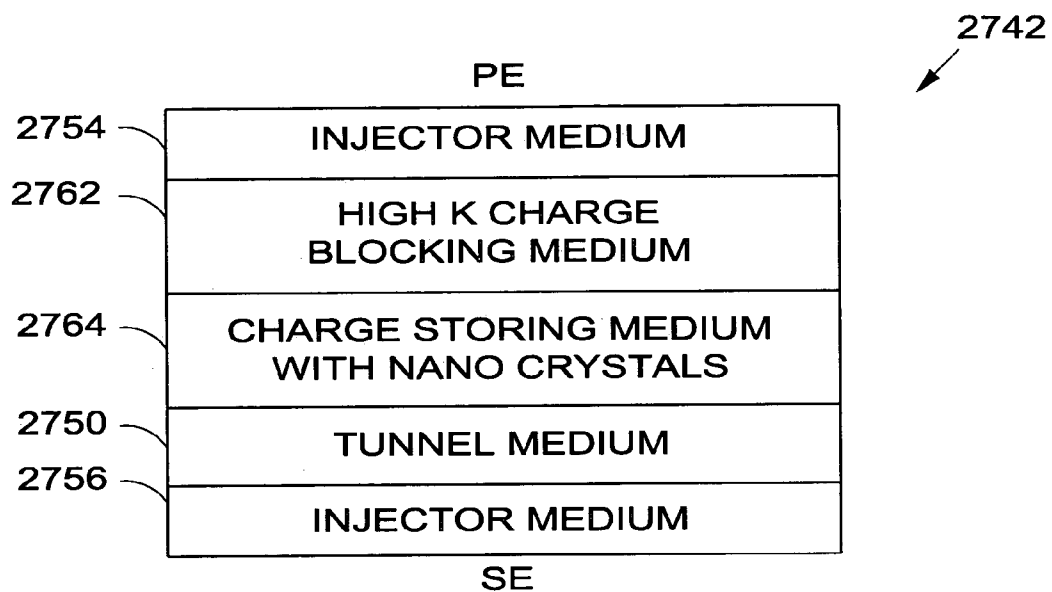 2742
PE
2754
INJECTOR MEDIUM
2762
HIGH K CHARGE
BLOCKING MEDIUM
2764
CHARGE STORING MEDIUM
WITH NANO CRYSTALS
2750
TUNNEL MEDIUM
2756
INJECTOR MEDIUM
SE